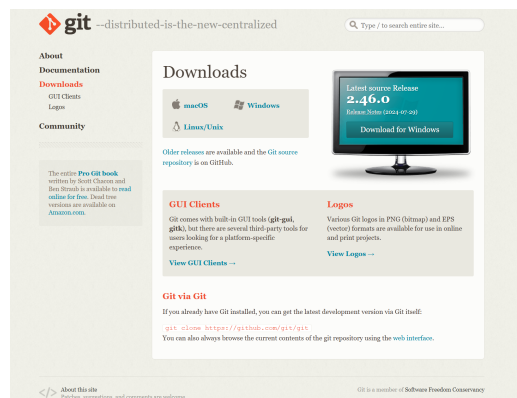 git --distributed-is-the-new-centralized
Type / to search entire site...
About
Documentation
Downloads
GUI Clients
Logos
Community
The entire Pro Git book
written by Scott Chacon and
Ben Straub is available to read
online for free. Dead tree
versions are available on
Amazon.com.
Downloads
macOS
Windows
Linux/Unix
Older releases are available and the Git source
repository is on GitHub.
Latest source Release
2.46.0
Release Notes (2024-07-29)
Download for Windows
GUI Clients
Git comes with built-in GUI tools (git-gui,
gitk), but there are several third-party tools for
users looking for a platform-specific
experience.
View GUI Clients →
Logos
Various Git logos in PNG (bitmap) and EPS
(vector) formats are available for use in online
and print projects.
View Logos →
Git via Git
If you already have Git installed, you can get the latest development version via Git itself:
git clone https://github.com/git/git
You can also always browse the current contents of the git repository using the web interface.
</> About this site
Patches, suggestions, and comments are welcome.
Git is a member of Software Freedom Conservancy